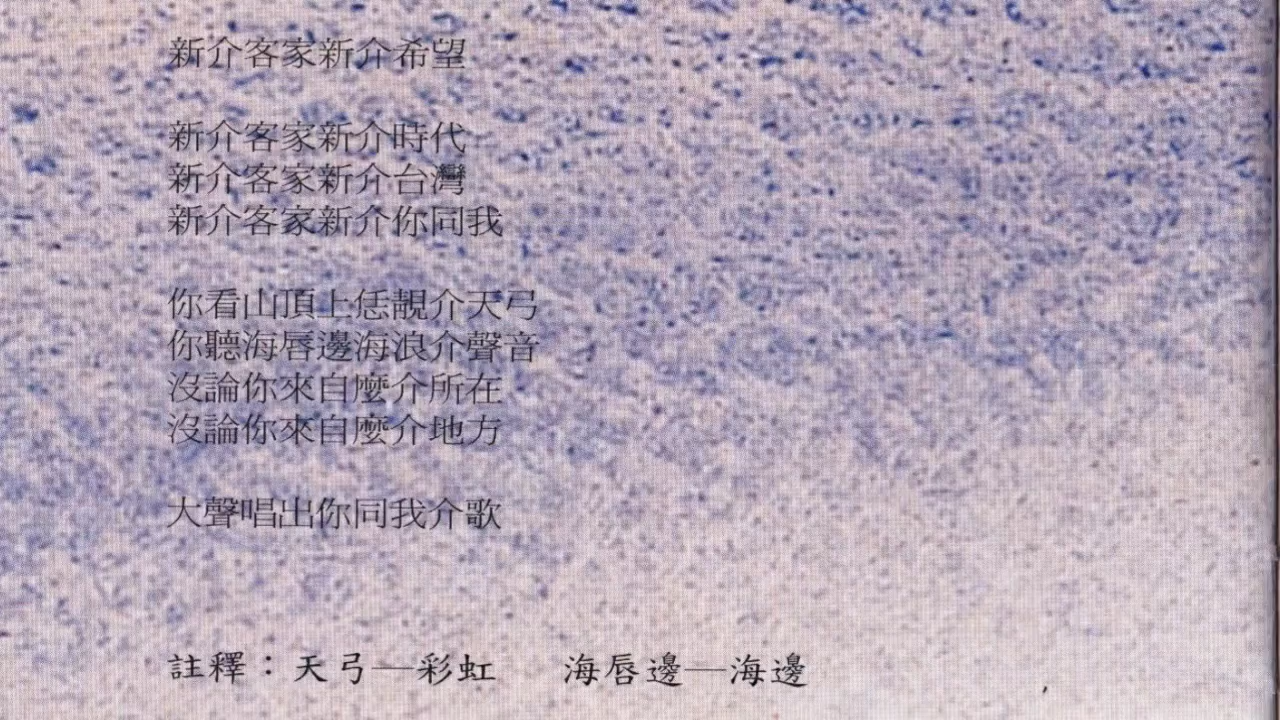 新介客家新介希望
新介客家新介時代
新介客家新介台灣
新介客家新介你同我
你看山頂上恁靚介天弓
你聽海唇邊海浪介聲音
沒論你來自麼介所在
沒論你來自麼介地方
大聲唱出你同我介歌
註釋：天弓—彩虹　海唇邊—海邊